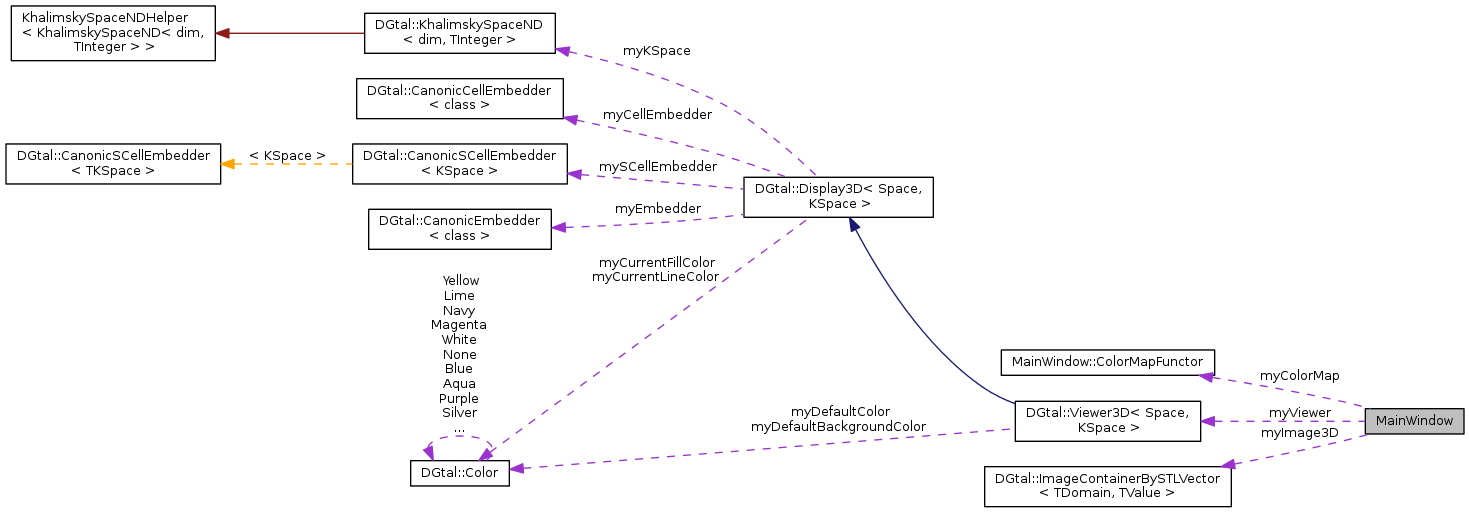 KhalimskySpaceNDHelper
< KhalimskySpaceND< dim,
TInteger > >
DGtal::KhalimskySpaceND
< dim, TInteger >
myKSpace
DGtal::CanonicCellEmbedder
< class >
myCellEmbedder
DGtal::CanonicSCellEmbedder
< TKSpace >
< KSpace >
DGtal::CanonicSCellEmbedder
< KSpace >
mySCellEmbedder
DGtal::Display3D< Space,
KSpace >
DGtal::CanonicEmbedder
< class >
myEmbedder
myCurrentFillColor
myCurrentLineColor
Yellow
Lime
Navy
Magenta
White
None
Blue
Aqua
Purple
Silver
...
MainWindow::ColorMapFunctor
myColorMap
DGtal::Viewer3D< Space,
KSpace >
myViewer
MainWindow
myDefaultColor
myDefaultBackgroundColor
myImage3D
DGtal::Color
DGtal::ImageContainerBySTLVector
< TDomain, TValue >